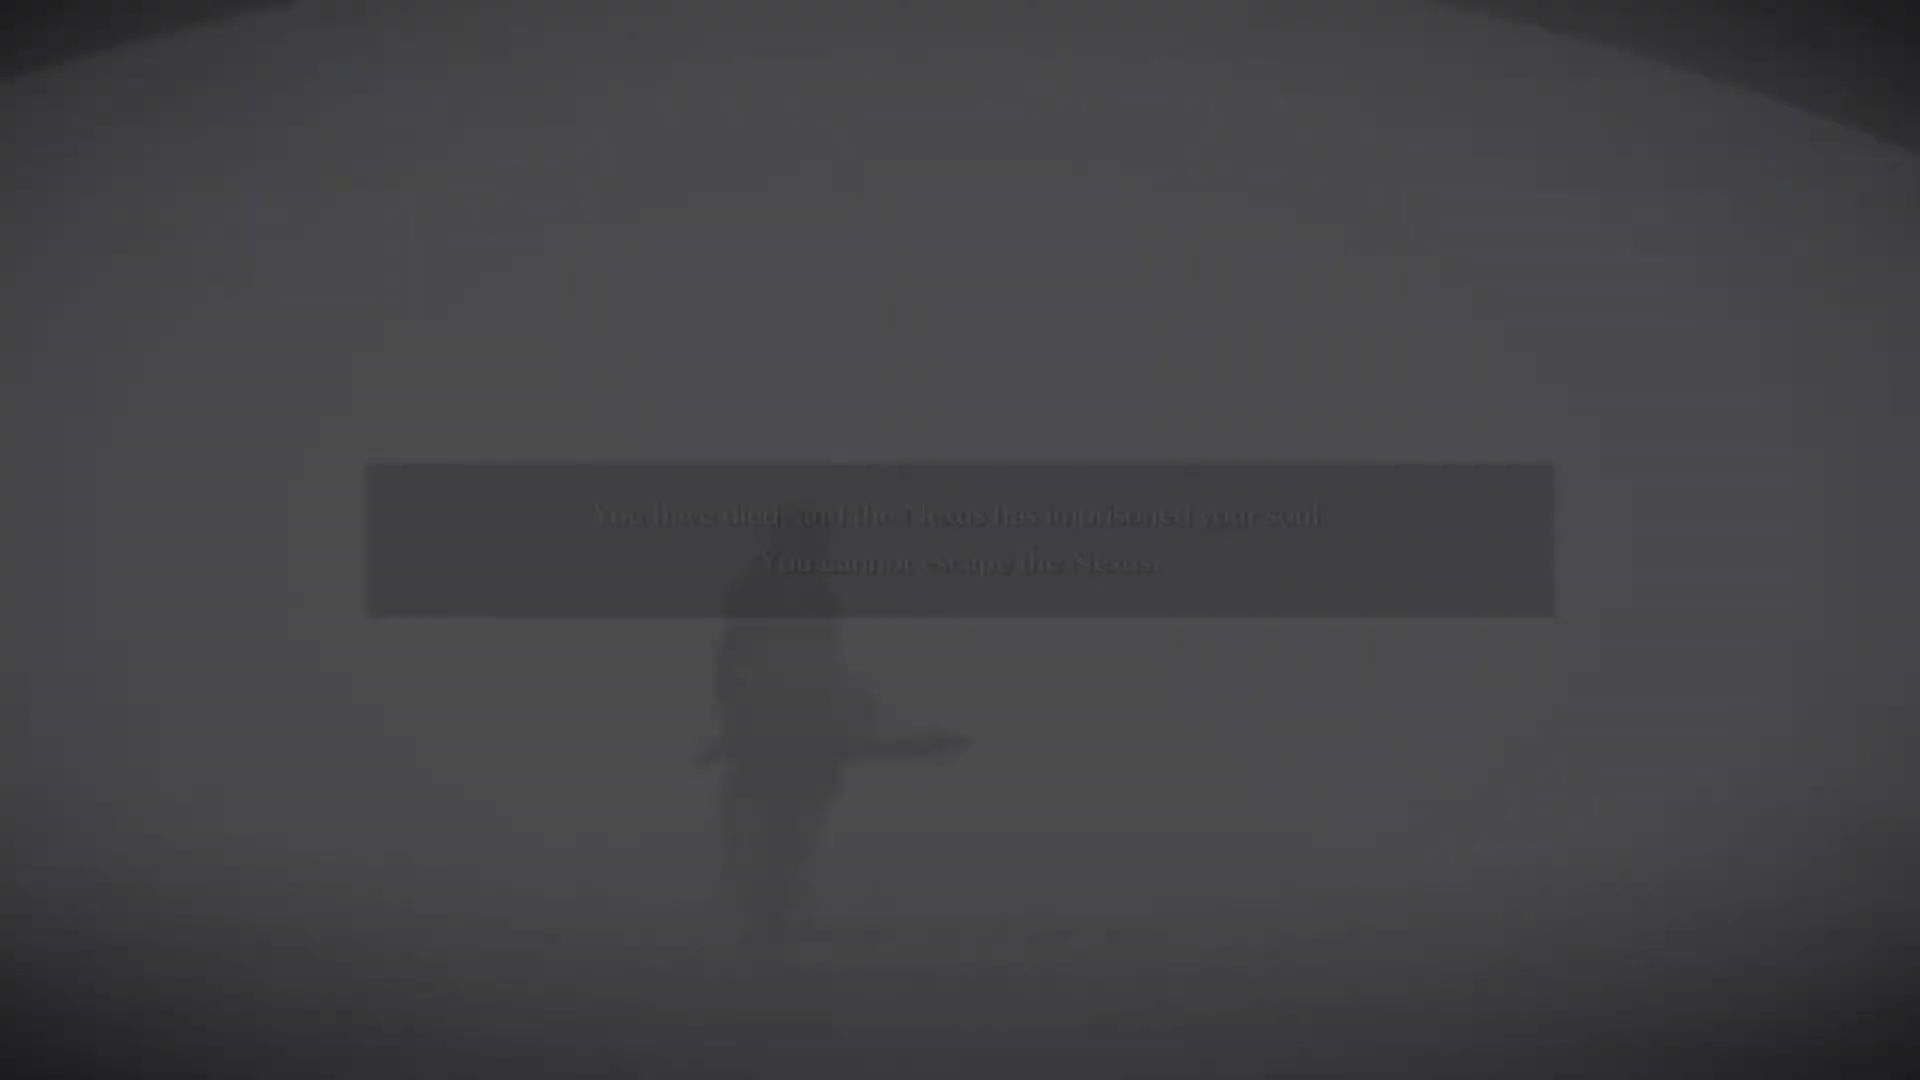 You have died, and the Nexus has imprisoned your soul.
You cannot escape the Nexus.